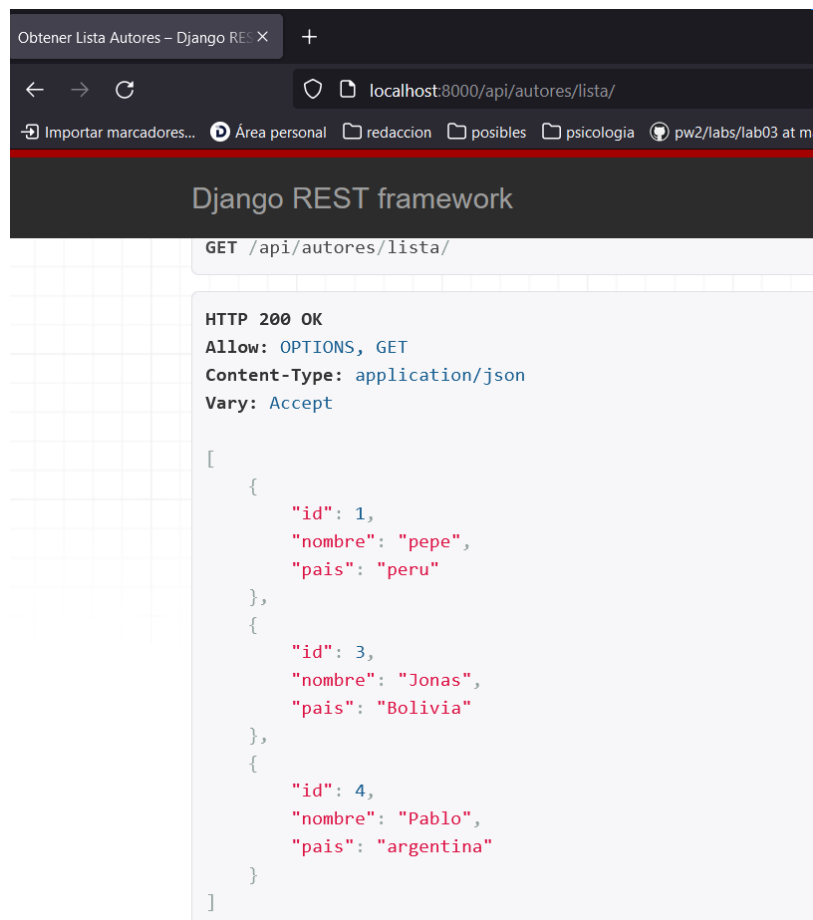 Obtener Lista Autores – Django RES
localhost:8000/api/autores/lista/
Importar marcadores... Área personal redaccion posibles psicologia pw2/labs/lab03 at m
Django REST framework
GET /api/autores/lista/
HTTP 200 OK
Allow: OPTIONS, GET
Content-Type: application/json
Vary: Accept
[
    {
        "id": 1,
        "nombre": "pepe",
        "pais": "peru"
    },
    {
        "id": 3,
        "nombre": "Jonas",
        "pais": "Bolivia"
    },
    {
        "id": 4,
        "nombre": "Pablo",
        "pais": "argentina"
    }
]